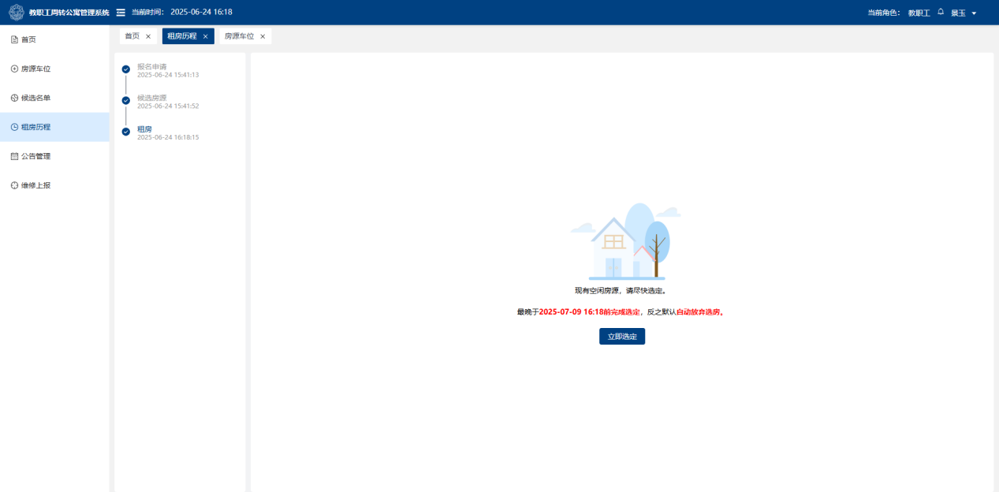 教职工周转公寓管理系统 当前时间： 2025-06-24 16:18 当前角色： 教职工 景玉
首页
房源车位
候选名单
租房历程
公告管理
维修上报
首页 × 租房历程 × 房源车位 ×
报名申请
2025-06-24 15:41:13
候选房源
2025-06-24 15:41:52
租房
2025-06-24 16:18:15
现有空闲房源，请尽快选定。
最晚于2025-07-09 16:18前完成选定，反之默认自动放弃选房。
立即选定